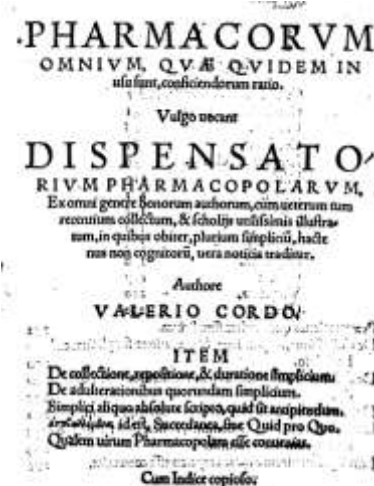 PHARMACORVM
OMNIVM, QVÆ QVIDEM IN
usu sunt, conficiendorum ratio.
Vulgo uocant
DISPENSATO-
RIVM PHARMACOPOLARVM,
Ex omni genere bonorum authorum, cùm ueterum tum
recentium collectum, & scholijs utilissimis illustra-
tum, in quibus obiter, plurium simpliciũ, hacte
nus non cognitorũ, uera noticia traditur.
Authore
VALERIO CORDO.
ITEM
De collectione, repositione, & duratione simplicium.
De adulterationibus quorundam simplicium.
Simplici aliquo absolute scripto, quid sit accipiendum.
id est, Succedanea, siue Quid pro Quo.
Qualem uirum Pharmacopolam esse conueniat.
Cum Indice copioso.